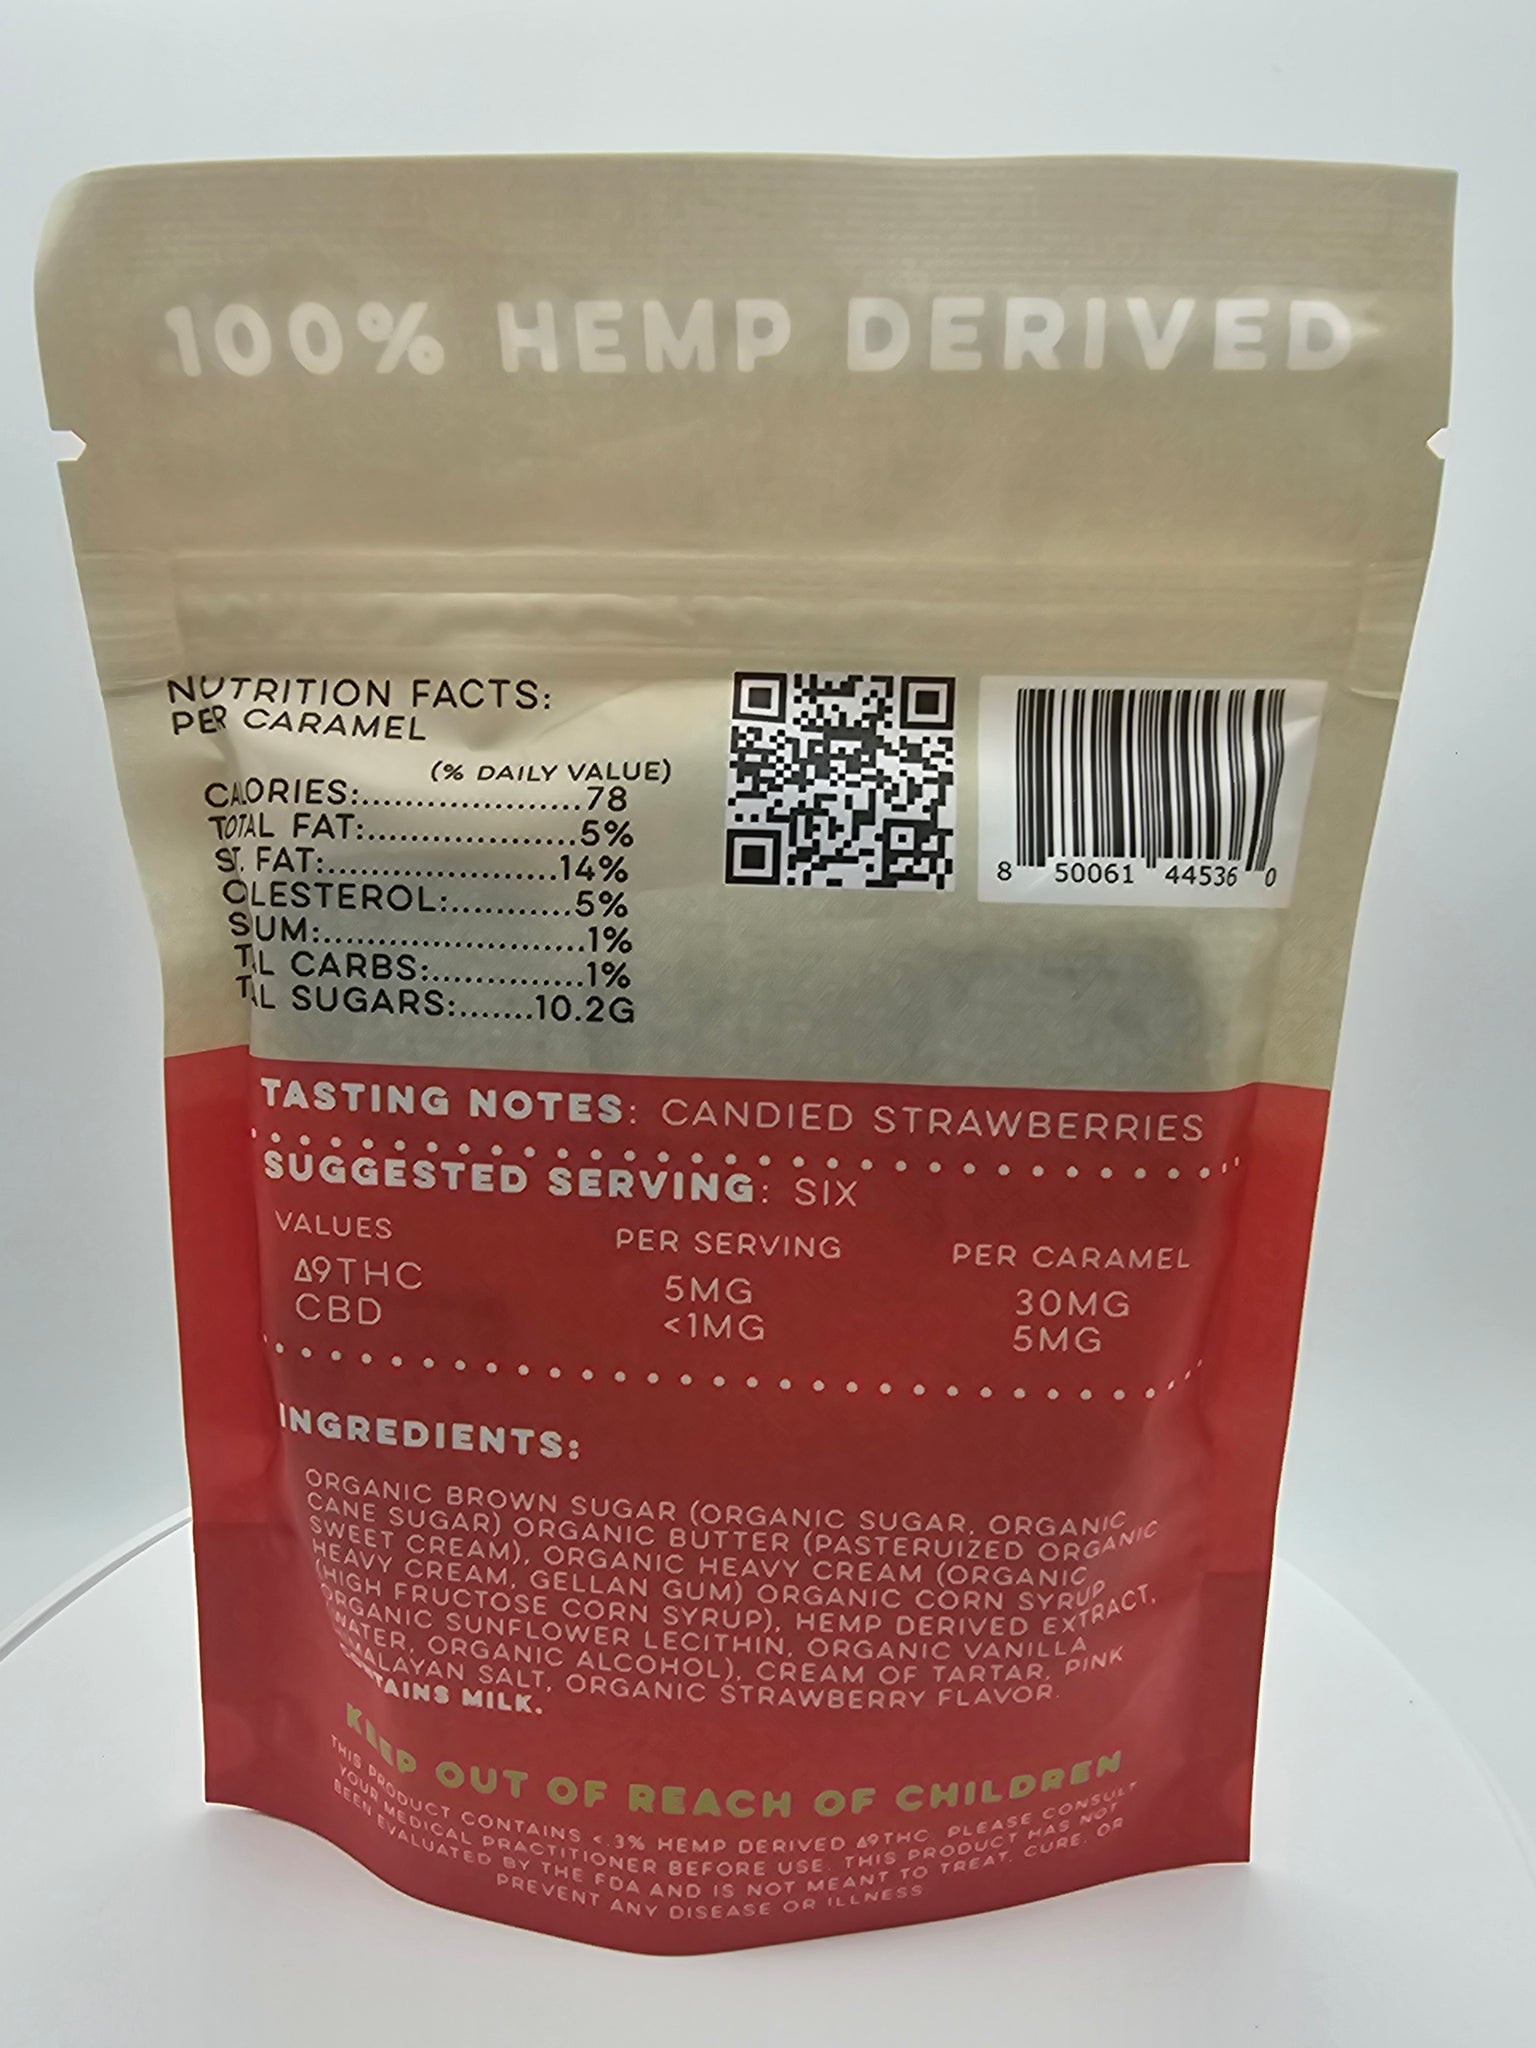 100% HEMP DERIVED
NUTRITION FACTS:
PER CARAMEL
(% DAILY VALUE)
CALORIES:....................78
TOTAL FAT:...................5%
ST. FAT:.....................14%
CLESTEROL:...........5%
SUM:........................1%
TL CARBS:..............1%
TAL SUGARS:.......10.2G
8 50061 44536 0
TASTING NOTES: CANDIED STRAWBERRIES
SUGGESTED SERVING: SIX
VALUES PER SERVING PER CARAMEL
Δ9THC 5MG 30MG
CBD <1MG 5MG
INGREDIENTS:
ORGANIC BROWN SUGAR (ORGANIC SUGAR, ORGANIC
CANE SUGAR) ORGANIC BUTTER (PASTERUIZED ORGANIC
SWEET CREAM), ORGANIC HEAVY CREAM (ORGANIC
HEAVY CREAM, GELLAN GUM) ORGANIC CORN SYRUP
(HIGH FRUCTOSE CORN SYRUP), HEMP DERIVED EXTRACT,
ORGANIC SUNFLOWER LECITHIN, ORGANIC VANILLA
WATER, ORGANIC ALCOHOL), CREAM OF TARTAR, PINK
MALAYAN SALT, ORGANIC STRAWBERRY FLAVOR.
TAINS MILK.
KEEP OUT OF REACH OF CHILDREN
THIS PRODUCT CONTAINS <.3% HEMP DERIVED Δ9THC. PLEASE CONSULT
YOUR MEDICAL PRACTITIONER BEFORE USE. THIS PRODUCT HAS NOT
BEEN EVALUATED BY THE FDA AND IS NOT MEANT TO TREAT, CURE, OR
PREVENT ANY DISEASE OR ILLNESS.